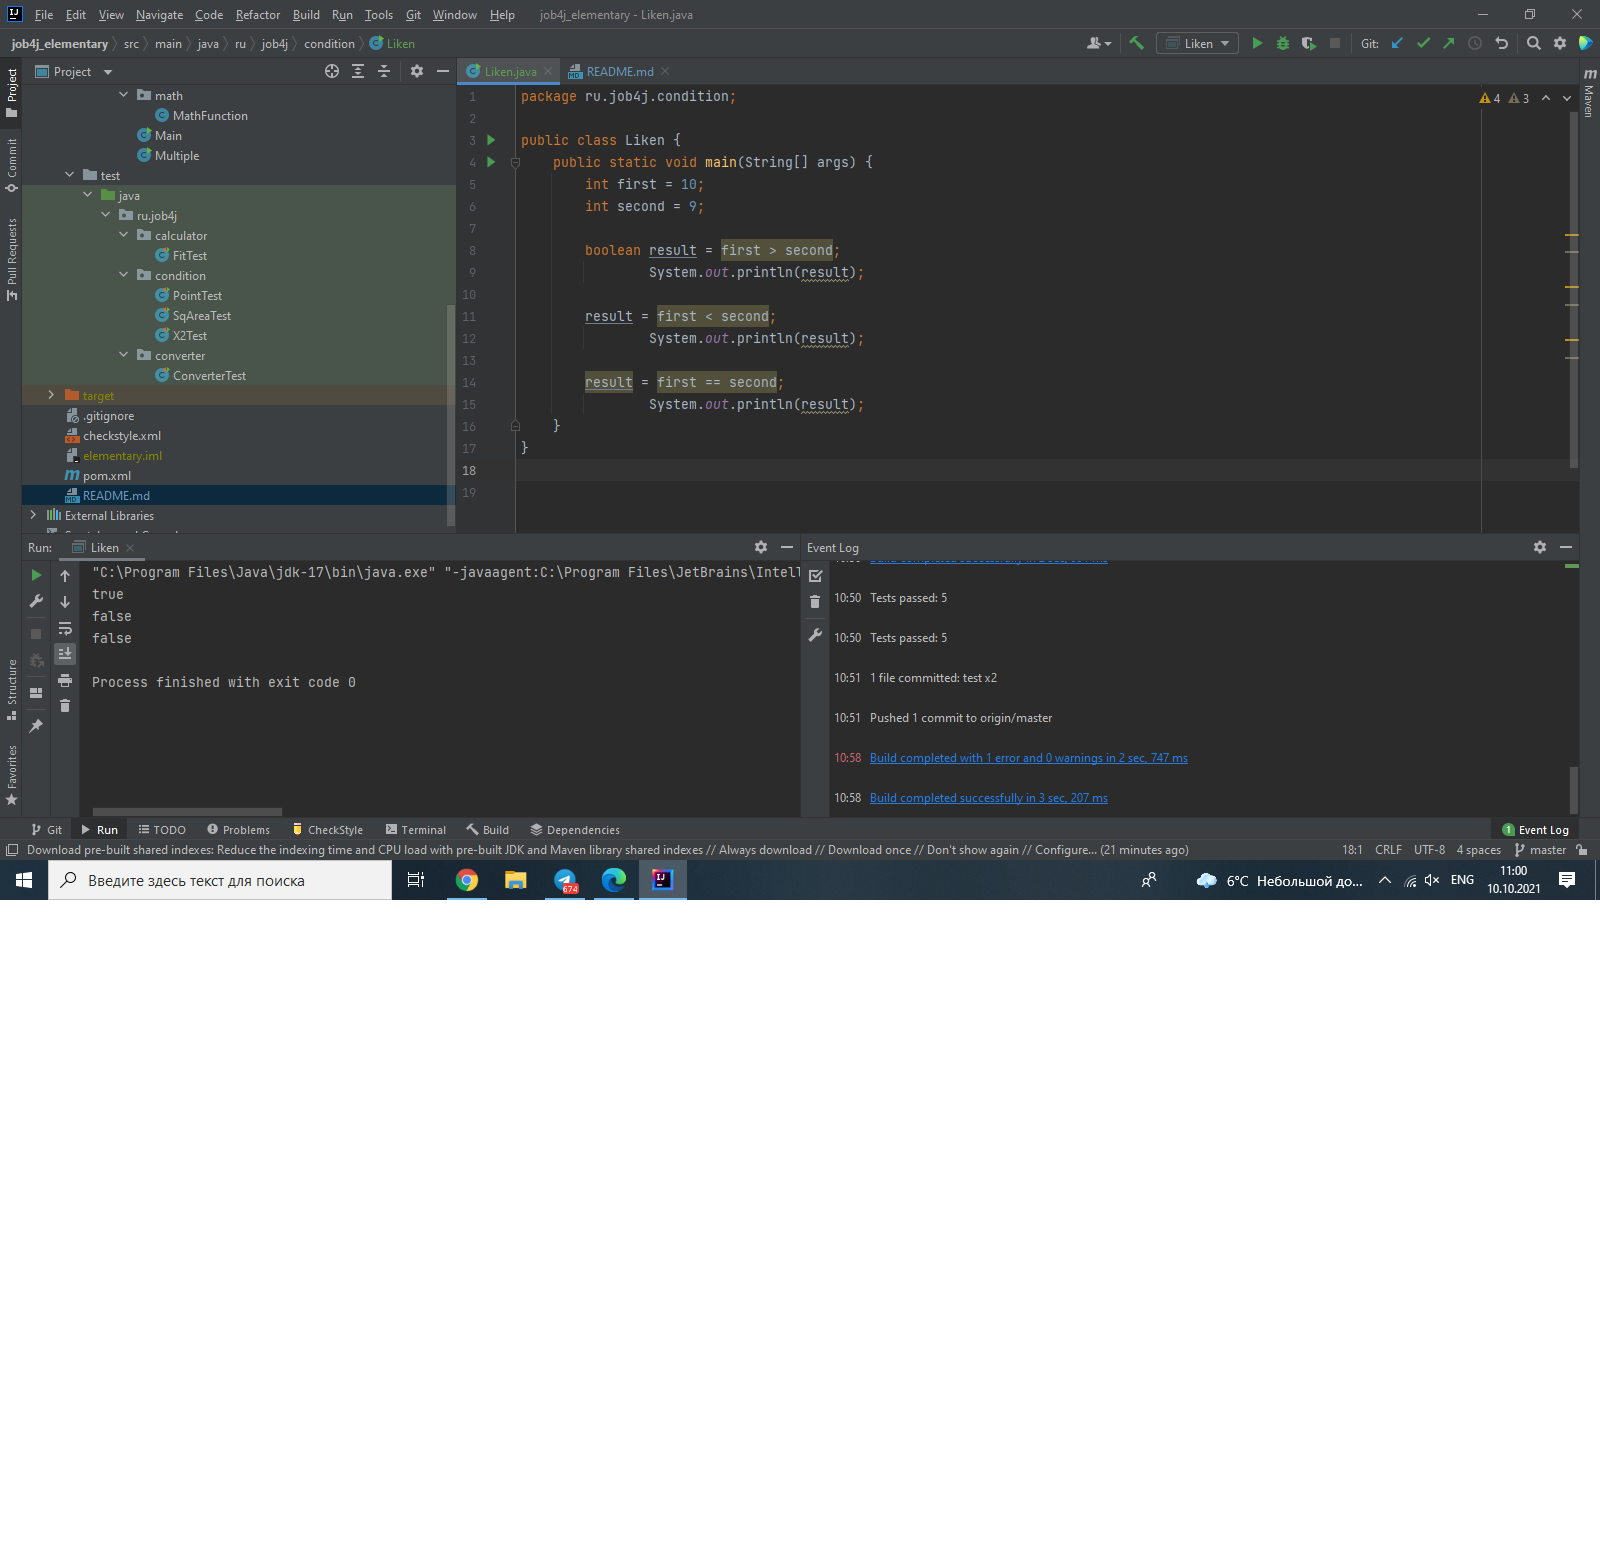 File Edit View Navigate Code Refactor Build Run Tools Git Window Help job4j_elementary - Liken.java
job4j_elementary src main java ru job4j condition Liken
Liken Git:
Project
Liken.java README.md
Project
Commit
Pull Requests
Structure
Favorites
Maven
math
MathFunction
Main
Multiple
test
java
ru.job4j
calculator
FitTest
condition
PointTest
SqAreaTest
X2Test
converter
ConverterTest
target
.gitignore
checkstyle.xml
elementary.iml
pom.xml
README.md
External Libraries
4 3
1 package ru.job4j.condition;
2
3 public class Liken {
4 public static void main(String[] args) {
5 int first = 10;
6 int second = 9;
7
8 boolean result = first > second;
9 System.out.println(result);
10
11 result = first < second;
12 System.out.println(result);
13
14 result = first == second;
15 System.out.println(result);
16 }
17 }
18
19
Run: Liken
"C:\Program Files\Java\jdk-17\bin\java.exe" "-javaagent:C:\Program Files\JetBrains\Intell
true
false
false
Process finished with exit code 0
Event Log
10:50 Tests passed: 5
10:50 Tests passed: 5
10:51 1 file committed: test x2
10:51 Pushed 1 commit to origin/master
10:58 Build completed with 1 error and 0 warnings in 2 sec, 747 ms
10:58 Build completed successfully in 3 sec, 207 ms
Git Run TODO Problems CheckStyle Terminal Build Dependencies 1 Event Log
Download pre-built shared indexes: Reduce the indexing time and CPU load with pre-built JDK and Maven library shared indexes // Always download // Download once // Don't show again // Configure... (21 minutes ago) 18:1 CRLF UTF-8 4 spaces master
Введите здесь текст для поиска 674 6°C Небольшой до... ENG 11:00
10.10.2021